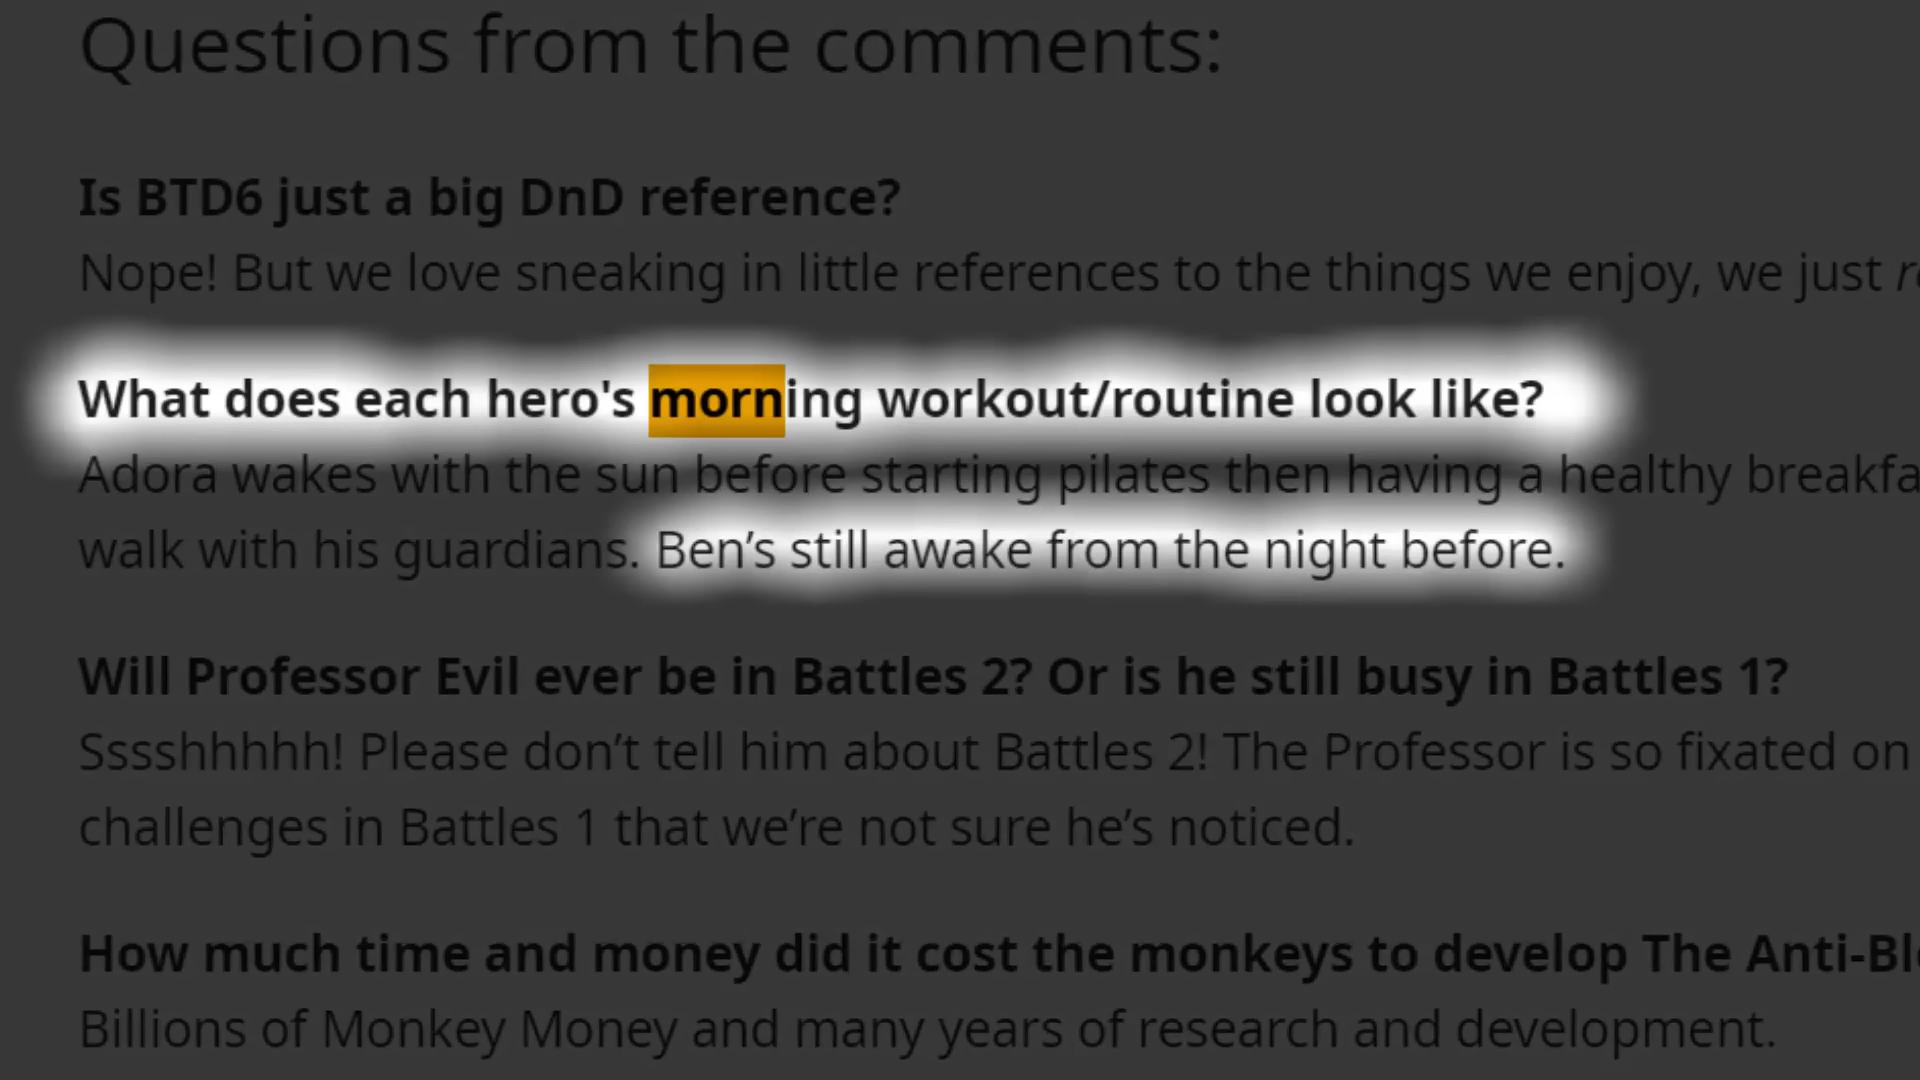 Questions from the comments:
Is BTD6 just a big DnD reference?
Nope! But we love sneaking in little references to the things we enjoy, we just
What does each hero's morning workout/routine look like?
Adora wakes with the sun before starting pilates then having a healthy
walk with his guardians. Ben’s still awake from the night before.
Will Professor Evil ever be in Battles 2? Or is he still busy in Battles 1?
Sssshhhhh! Please don’t tell him about Battles 2! The Professor is so fixated on
challenges in Battles 1 that we’re not sure he’s noticed.
How much time and money did it cost the monkeys to develop The
Billions of Monkey Money and many years of research and development.